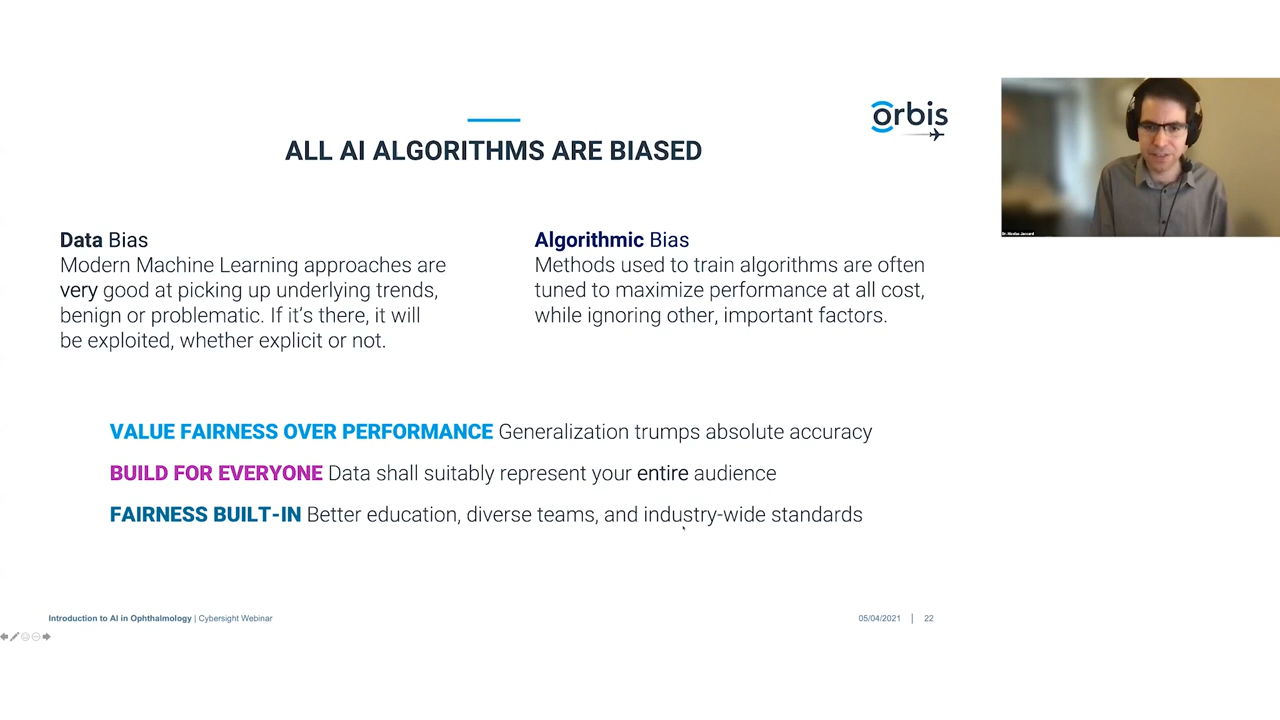 orbis
ALL AI ALGORITHMS ARE BIASED
Data Bias
Modern Machine Learning approaches are
very good at picking up underlying trends,
benign or problematic. If it's there, it will
be exploited, whether explicit or not.
Algorithmic Bias
Methods used to train algorithms are often
tuned to maximize performance at all cost,
while ignoring other, important factors.
VALUE FAIRNESS OVER PERFORMANCE Generalization trumps absolute accuracy
BUILD FOR EVERYONE Data shall suitably represent your entire audience
FAIRNESS BUILT-IN Better education, diverse teams, and industry-wide standards
Introduction to AI in Ophthalmology | Cybersight Webinar
05/04/2021 | 22
Dr. Nicolas Jaccard